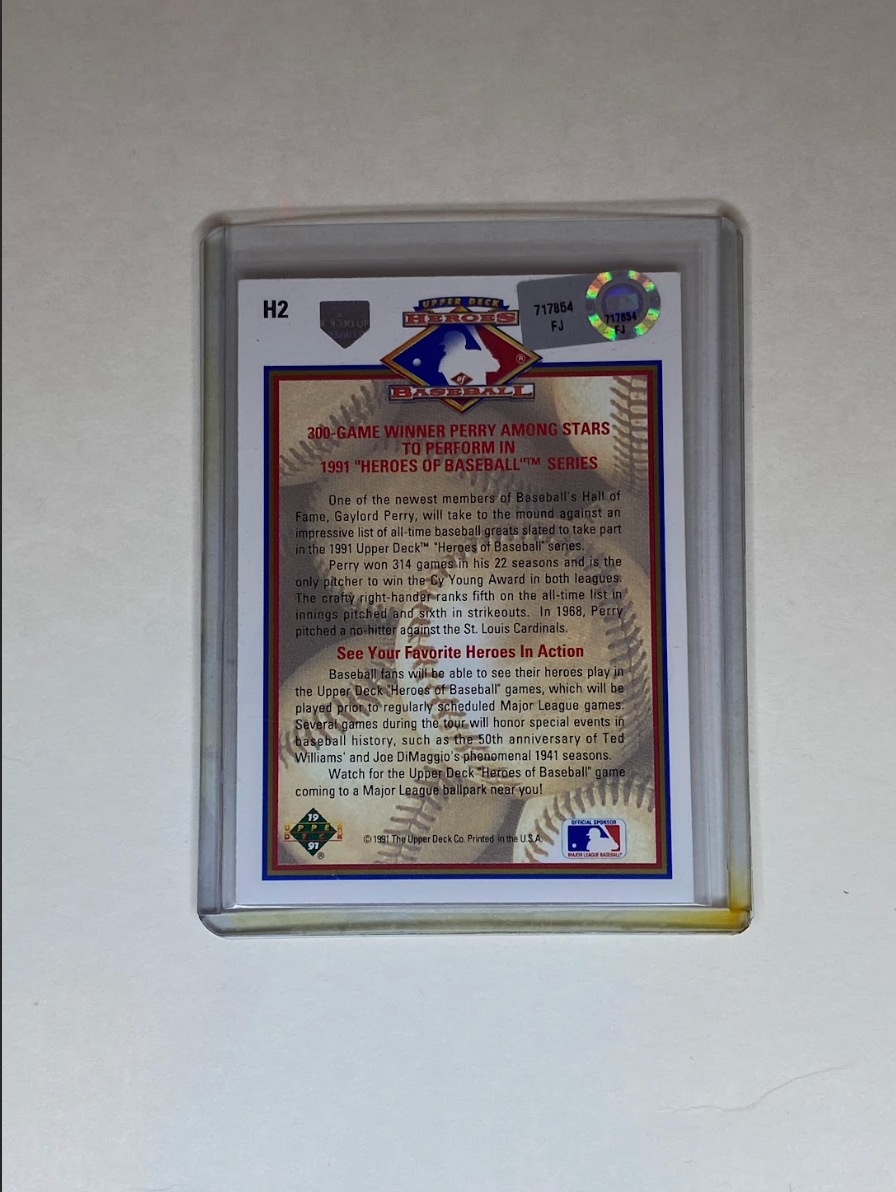 H2
UPPER DECK
HEROES
of
BASEBALL
®
717854
FJ
717854
FJ
300-GAME WINNER PERRY AMONG STARS
TO PERFORM IN
1991 "HEROES OF BASEBALL"™ SERIES
One of the newest members of Baseball's Hall of
Fame, Gaylord Perry, will take to the mound against an
impressive list of all-time baseball greats slated to take part
in the 1991 Upper Deck™ "Heroes of Baseball" series.
Perry won 314 games in his 22 seasons and is the
only pitcher to win the Cy Young Award in both leagues.
The crafty right-hander ranks fifth on the all-time list in
innings pitched and sixth in strikeouts. In 1968, Perry
pitched a no-hitter against the St. Louis Cardinals.
See Your Favorite Heroes In Action
Baseball fans will be able to see their heroes play in
the Upper Deck "Heroes of Baseball" games, which will be
played prior to regularly scheduled Major League games.
Several games during the tour will honor special events in
baseball history, such as the 50th anniversary of Ted
Williams' and Joe DiMaggio's phenomenal 1941 seasons.
Watch for the Upper Deck "Heroes of Baseball" game
coming to a Major League ballpark near you!
19
UPPER
DECK
91
®
© 1991 The Upper Deck Co. Printed in the U.S.A.
OFFICIAL SPONSOR
MAJOR LEAGUE BASEBALL